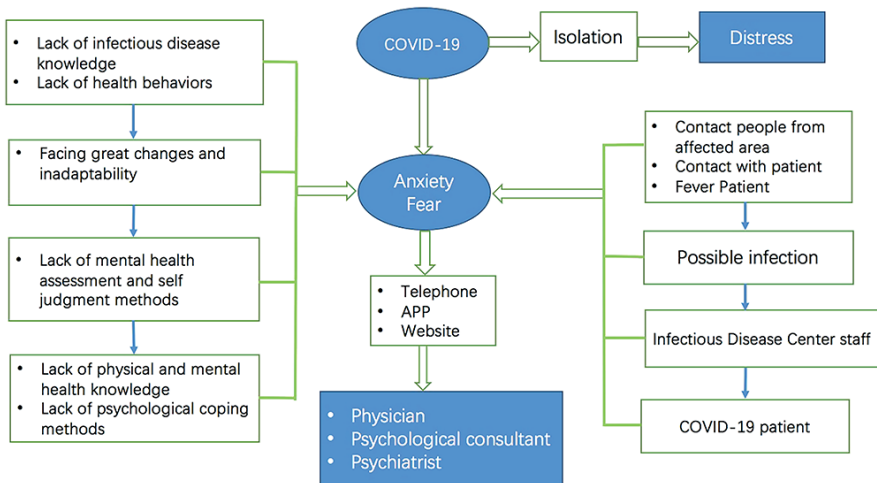 • Lack of infectious disease
knowledge
• Lack of health behaviors
• Facing great changes and
inadaptability
• Lack of mental health
assessment and self
judgment methods
• Lack of physical and mental
health knowledge
• Lack of psychological coping
methods
COVID-19
Isolation
Distress
Anxiety
Fear
• Telephone
• APP
• Website
• Physician
• Psychological consultant
• Psychiatrist
• Contact people from
affected area
• Contact with patient
• Fever Patient
Possible infection
Infectious Disease Center staff
COVID-19 patient